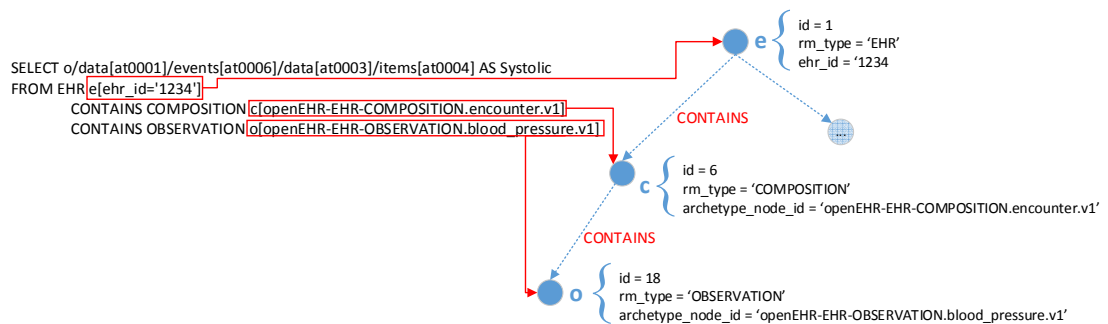 SELECT o/data[at0001]/events[at0006]/data[at0003]/items[at0004] AS Systolic
FROM EHR e[ehr_id='1234']
CONTAINS COMPOSITION c[openEHR-EHR-COMPOSITION.encounter.v1]
CONTAINS OBSERVATION o[openEHR-EHR-OBSERVATION.blood_pressure.v1]
e
id = 1
rm_type = ‘EHR’
ehr_id = ‘1234
CONTAINS
...
c
id = 6
rm_type = ‘COMPOSITION’
archetype_node_id = ‘openEHR-EHR-COMPOSITION.encounter.v1’
CONTAINS
o
id = 18
rm_type = ‘OBSERVATION’
archetype_node_id = ‘openEHR-EHR-OBSERVATION.blood_pressure.v1’